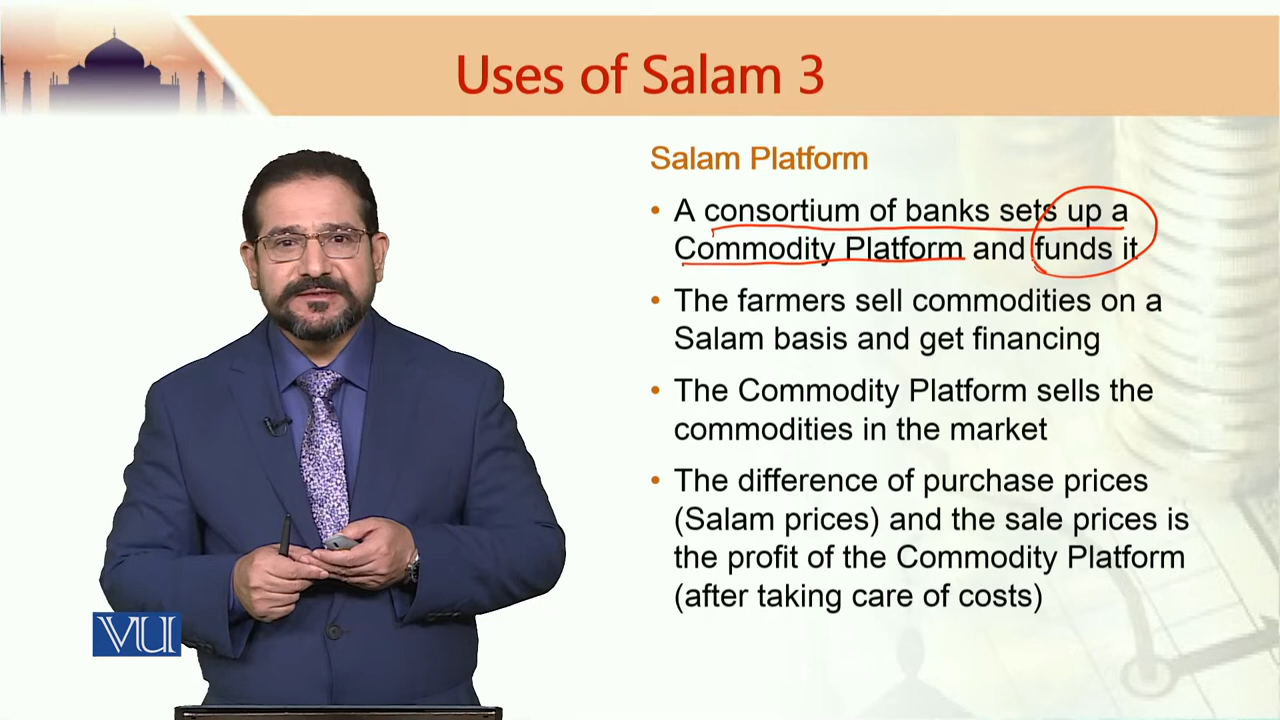 Uses of Salam 3
Salam Platform
• A consortium of banks sets up a
Commodity Platform and funds it
• The farmers sell commodities on a
Salam basis and get financing
• The Commodity Platform sells the
commodities in the market
• The difference of purchase prices
(Salam prices) and the sale prices is
the profit of the Commodity Platform
(after taking care of costs)
VU